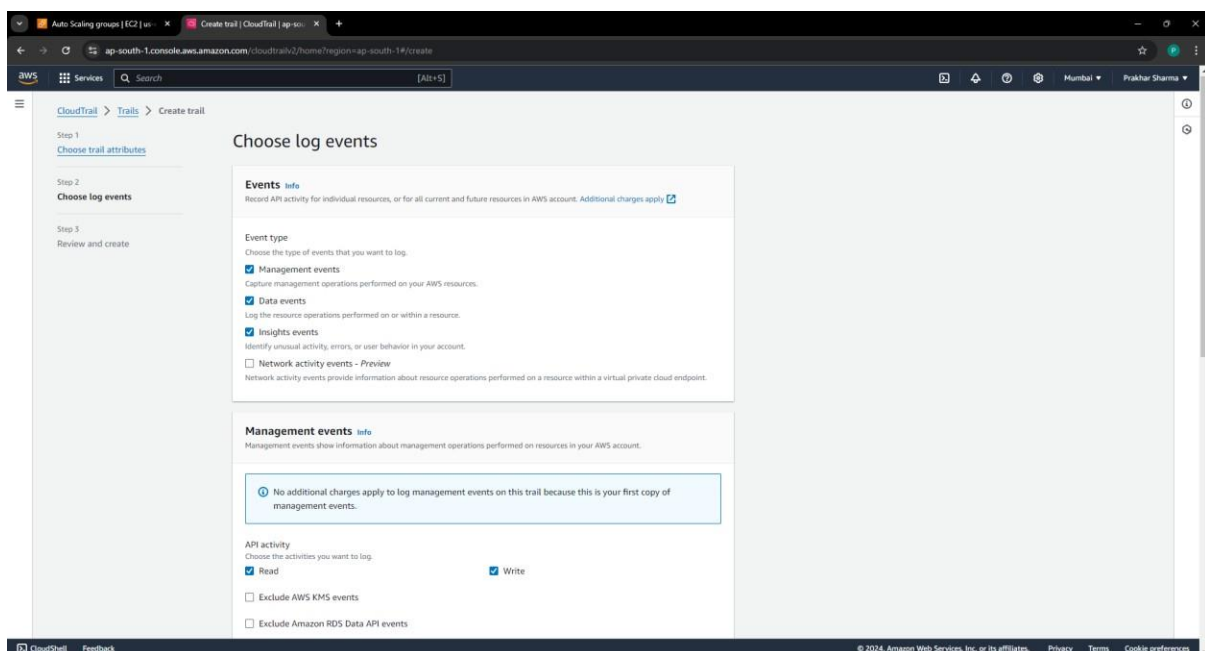 Auto Scaling groups | EC2 | us-
Create trail | CloudTrail | ap-sou
ap-south-1.console.aws.amazon.com/cloudtrailv2/home?region=ap-south-1#/create
aws
Services
Search
[Alt+S]
Mumbai
Prakhar Sharma
CloudTrail > Trails > Create trail
Step 1
Choose trail attributes
Step 2
Choose log events
Step 3
Review and create
Choose log events
Events Info
Record API activity for individual resources, or for all current and future resources in AWS account. Additional charges apply
Event type
Choose the type of events that you want to log.
Management events
Capture management operations performed on your AWS resources.
Data events
Log the resource operations performed on or within a resource.
Insights events
Identify unusual activity, errors, or user behavior in your account.
Network activity events - Preview
Network activity events provide information about resource operations performed on a resource within a virtual private cloud endpoint.
Management events Info
Management events show information about management operations performed on resources in your AWS account.
No additional charges apply to log management events on this trail because this is your first copy of
management events.
API activity
Choose the activities you want to log.
Read
Write
Exclude AWS KMS events
Exclude Amazon RDS Data API events
CloudShell Feedback
© 2024, Amazon Web Services, Inc. or its affiliates. Privacy Terms Cookie preferences